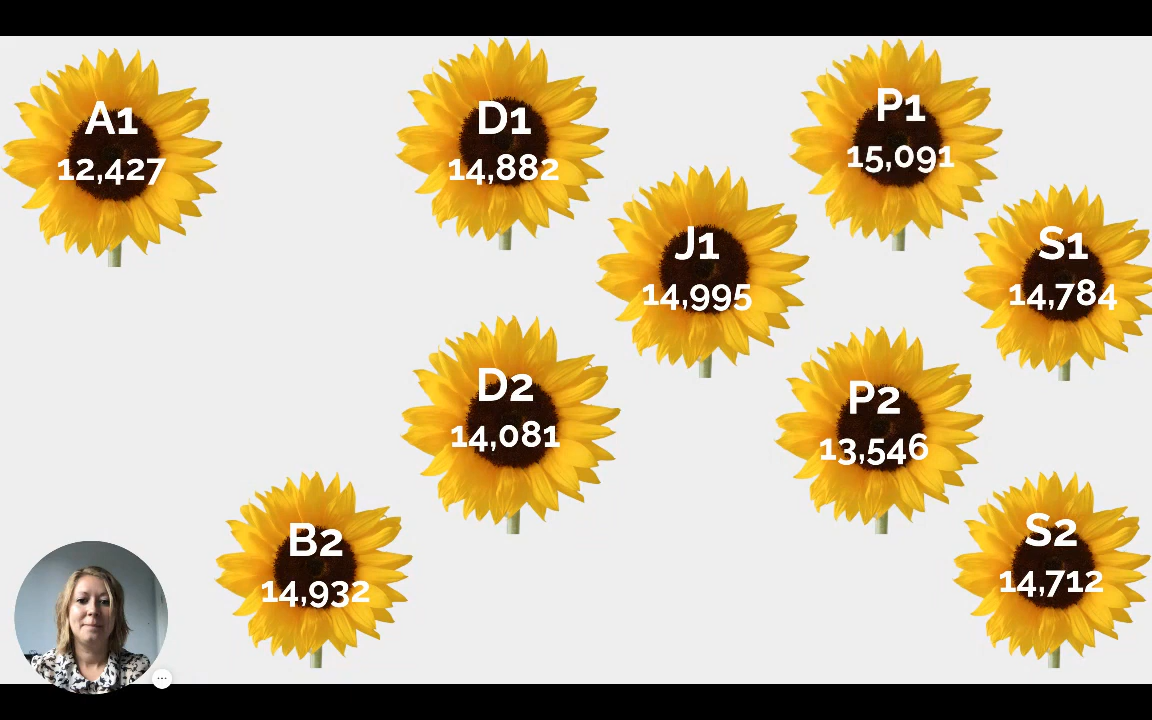 A1
12,427
D1
14,882
P1
15,091
J1
14,995
S1
14,784
D2
14,081
P2
13,546
B2
14,932
S2
14,712